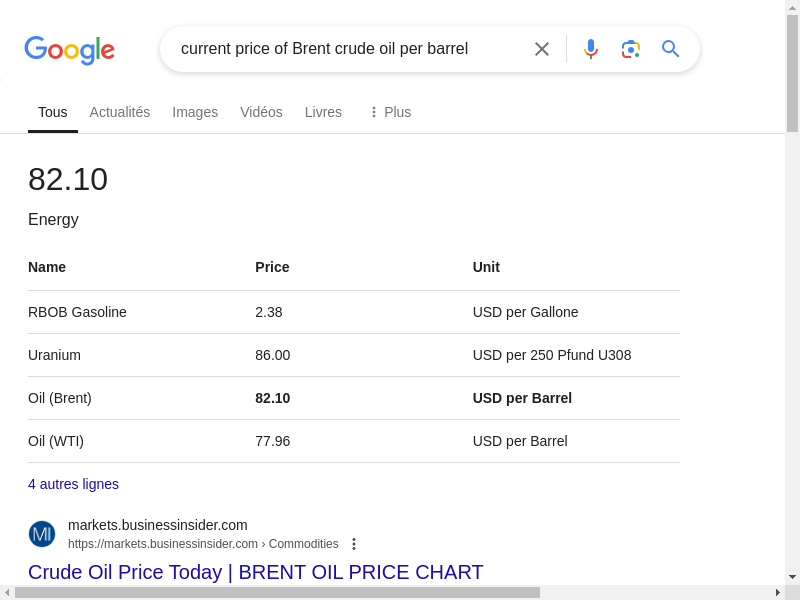 Google
current price of Brent crude oil per barrel
Tous Actualités Images Vidéos Livres Plus
82.10
Energy
Name Price Unit
RBOB Gasoline 2.38 USD per Gallone
Uranium 86.00 USD per 250 Pfund U308
Oil (Brent) 82.10 USD per Barrel
Oil (WTI) 77.96 USD per Barrel
4 autres lignes
MI markets.businessinsider.com
https://markets.businessinsider.com › Commodities
Crude Oil Price Today | BRENT OIL PRICE CHART